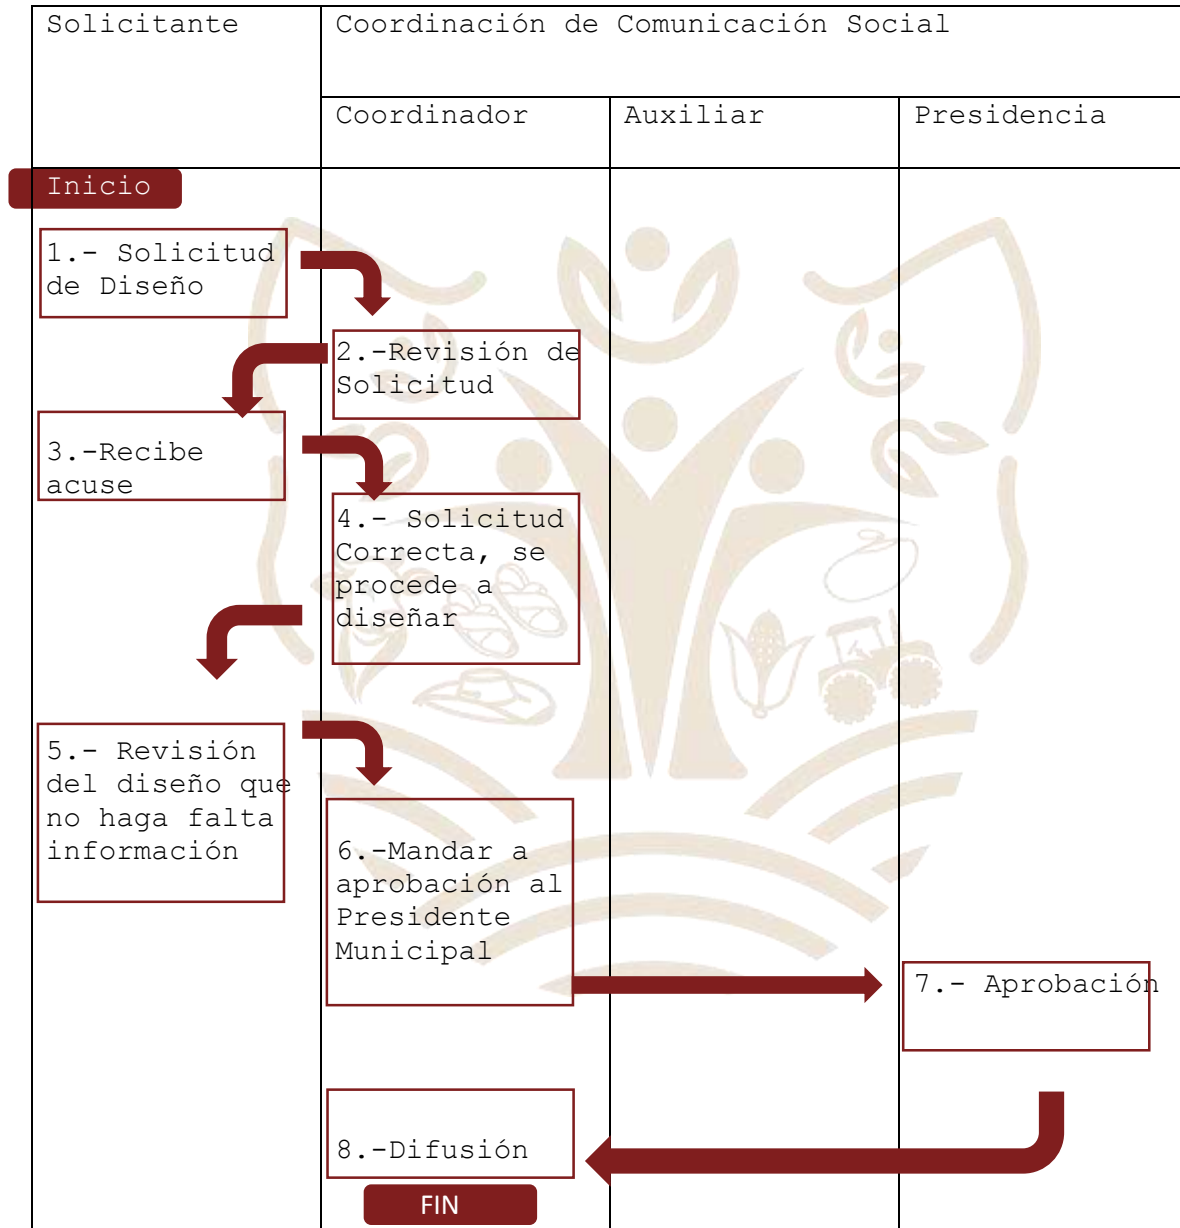 Solicitante
Coordinación de Comunicación Social
Coordinador
Auxiliar
Presidencia
Inicio
1.- Solicitud
de Diseño
2.-Revisión de
Solicitud
3.-Recibe
acuse
4.- Solicitud
Correcta, se
procede a
diseñar
5.- Revisión
del diseño que
no haga falta
información
6.-Mandar a
aprobación al
Presidente
Municipal
7.- Aprobación
8.-Difusión
FIN